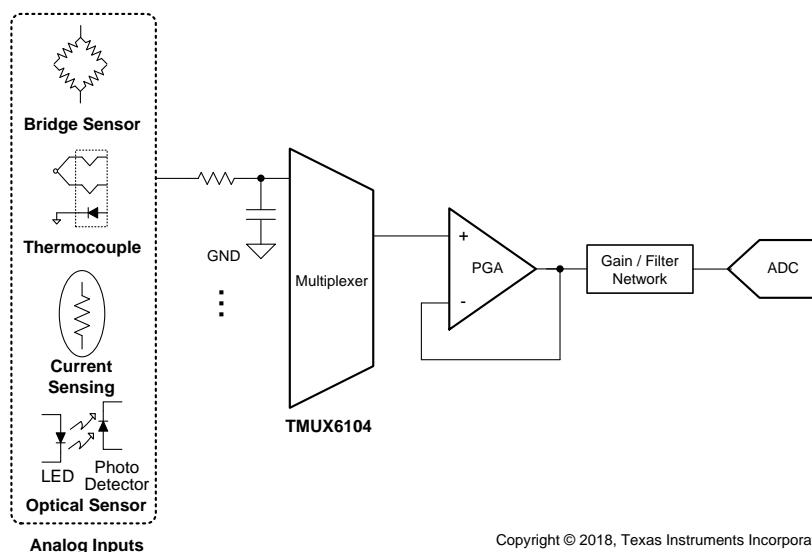 Bridge Sensor
Thermocouple
Current
Sensing
LED
Photo
Detector
Optical Sensor
Analog Inputs
GND
Multiplexer
TMUX6104
+
-
PGA
Gain / Filter
Network
ADC
Copyright © 2018, Texas Instruments Incorpora